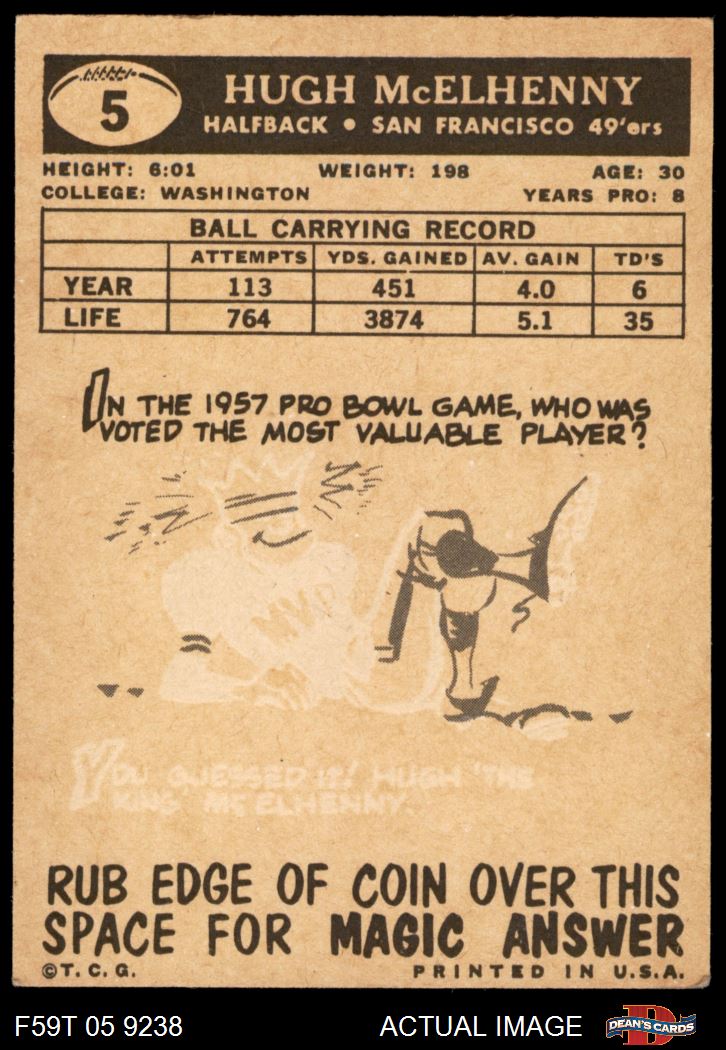 5
HUGH McELHENNY
HALFBACK • SAN FRANCISCO 49'ers
HEIGHT: 6:01 WEIGHT: 198 AGE: 30
COLLEGE: WASHINGTON YEARS PRO: 8
BALL CARRYING RECORD
ATTEMPTS YDS. GAINED AV. GAIN TD'S
YEAR 113 451 4.0 6
LIFE 764 3874 5.1 35
IN THE 1957 PRO BOWL GAME, WHO WAS
VOTED THE MOST VALUABLE PLAYER?
MVP
YOU GUESSED IT! HUGH "THE
KING" McELHENNY.
RUB EDGE OF COIN OVER THIS
SPACE FOR MAGIC ANSWER
©T.C.G. PRINTED IN U.S.A.
F59T 05 9238 ACTUAL IMAGE D DEAN'S CARDS